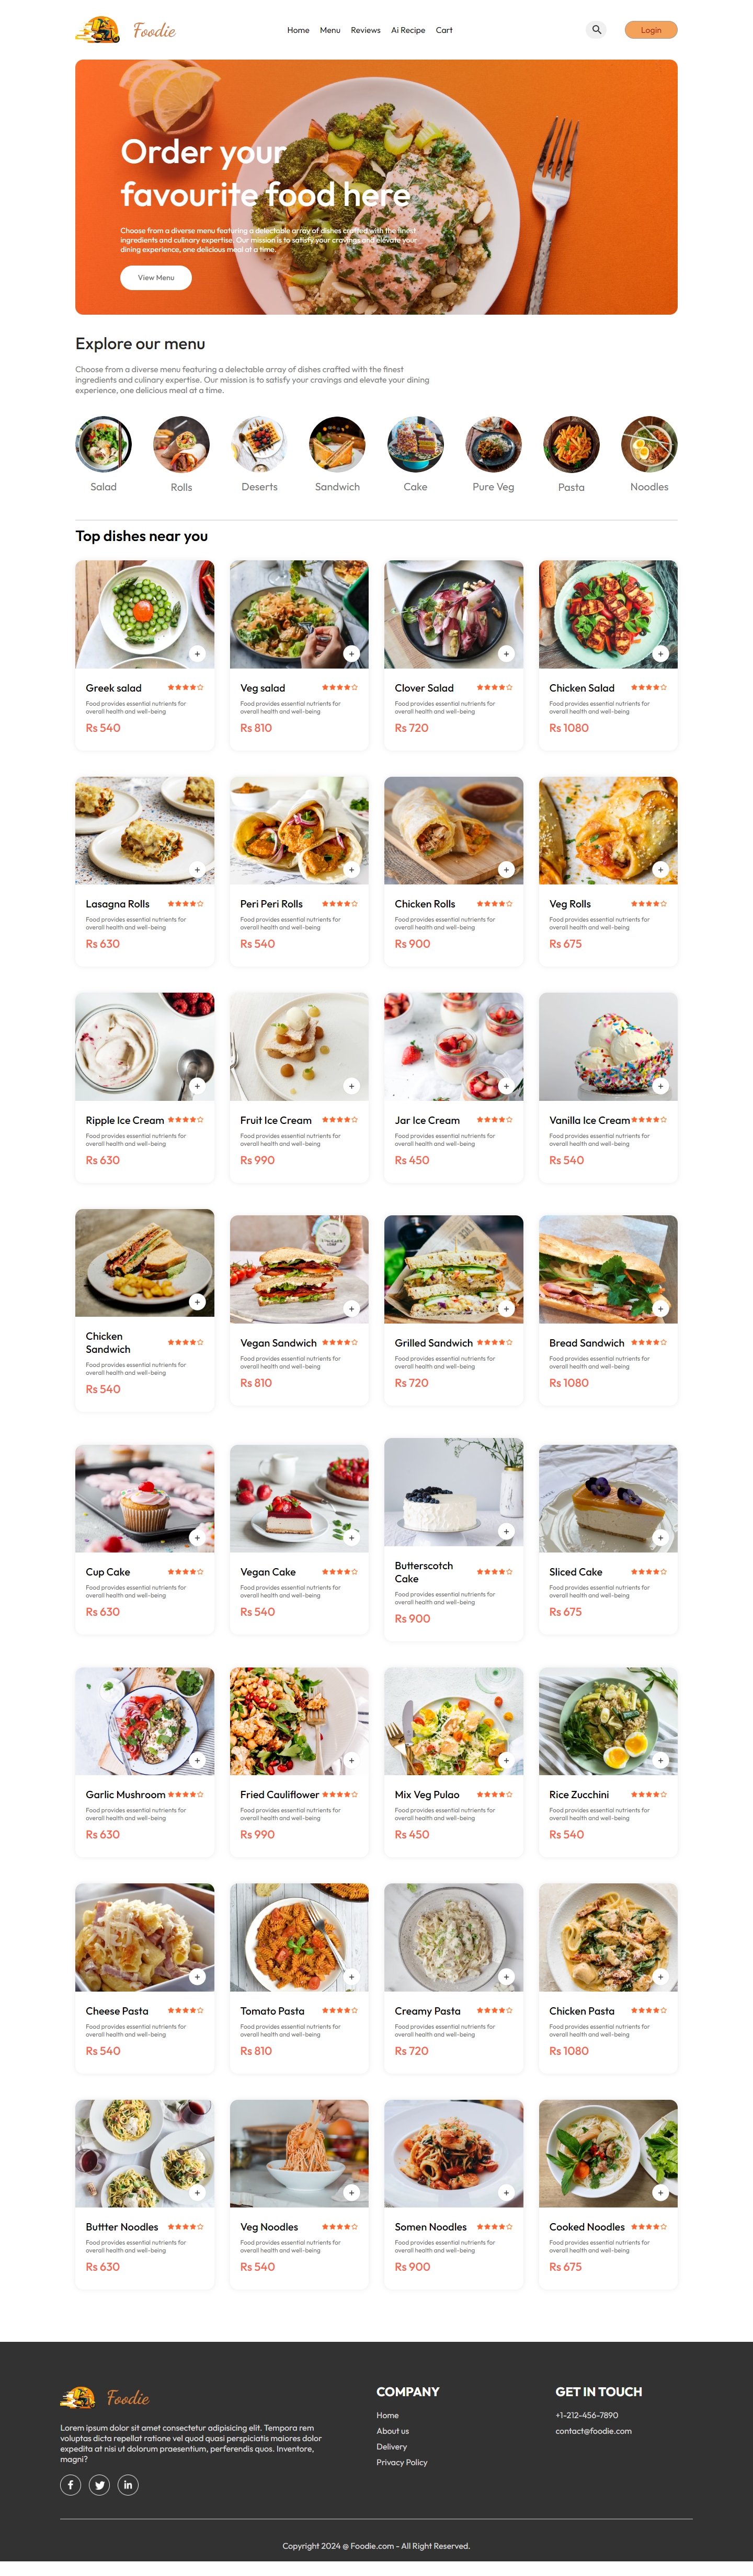 Foodie
Home Menu Reviews Ai Recipe Cart
Login
Order your
favourite food here
Choose from a diverse menu featuring a delectable array of dishes crafted with the finest
ingredients and culinary expertise. Our mission is to satisfy your cravings and elevate your
dining experience, one delicious meal at a time.
View Menu
Explore our menu
Choose from a diverse menu featuring a delectable array of dishes crafted with the finest
ingredients and culinary expertise. Our mission is to satisfy your cravings and elevate your dining
experience, one delicious meal at a time.
Salad Rolls Deserts Sandwich Cake Pure Veg Pasta Noodles
Top dishes near you
Greek salad
Food provides essential nutrients for
overall health and well-being
Rs 540
Veg salad
Food provides essential nutrients for
overall health and well-being
Rs 810
Clover Salad
Food provides essential nutrients for
overall health and well-being
Rs 720
Chicken Salad
Food provides essential nutrients for
overall health and well-being
Rs 1080
Lasagna Rolls
Food provides essential nutrients for
overall health and well-being
Rs 630
Peri Peri Rolls
Food provides essential nutrients for
overall health and well-being
Rs 540
Chicken Rolls
Food provides essential nutrients for
overall health and well-being
Rs 900
Veg Rolls
Food provides essential nutrients for
overall health and well-being
Rs 675
Ripple Ice Cream
Food provides essential nutrients for
overall health and well-being
Rs 630
Fruit Ice Cream
Food provides essential nutrients for
overall health and well-being
Rs 990
Jar Ice Cream
Food provides essential nutrients for
overall health and well-being
Rs 450
Vanilla Ice Cream
Food provides essential nutrients for
overall health and well-being
Rs 540
Chicken
Sandwich
Food provides essential nutrients for
overall health and well-being
Rs 540
Vegan Sandwich
Food provides essential nutrients for
overall health and well-being
Rs 810
Grilled Sandwich
Food provides essential nutrients for
overall health and well-being
Rs 720
Bread Sandwich
Food provides essential nutrients for
overall health and well-being
Rs 1080
Cup Cake
Food provides essential nutrients for
overall health and well-being
Rs 630
Vegan Cake
Food provides essential nutrients for
overall health and well-being
Rs 540
Butterscotch
Cake
Food provides essential nutrients for
overall health and well-being
Rs 900
Sliced Cake
Food provides essential nutrients for
overall health and well-being
Rs 675
Garlic Mushroom
Food provides essential nutrients for
overall health and well-being
Rs 630
Fried Cauliflower
Food provides essential nutrients for
overall health and well-being
Rs 990
Mix Veg Pulao
Food provides essential nutrients for
overall health and well-being
Rs 450
Rice Zucchini
Food provides essential nutrients for
overall health and well-being
Rs 540
Cheese Pasta
Food provides essential nutrients for
overall health and well-being
Rs 540
Tomato Pasta
Food provides essential nutrients for
overall health and well-being
Rs 810
Creamy Pasta
Food provides essential nutrients for
overall health and well-being
Rs 720
Chicken Pasta
Food provides essential nutrients for
overall health and well-being
Rs 1080
Buttter Noodles
Food provides essential nutrients for
overall health and well-being
Rs 630
Veg Noodles
Food provides essential nutrients for
overall health and well-being
Rs 540
Somen Noodles
Food provides essential nutrients for
overall health and well-being
Rs 900
Cooked Noodles
Food provides essential nutrients for
overall health and well-being
Rs 675
Foodie
Lorem ipsum dolor sit amet consectetur adipisicing elit. Tempora rem
voluptas dicta repellat ratione vel quod quasi perspiciatis maiores dolor
expedita at nisi ut dolorum praesentium, perferendis quos. Inventore,
magni?
COMPANY
Home
About us
Delivery
Privacy Policy
GET IN TOUCH
+1-212-456-7890
contact@foodie.com
Copyright 2024 @ Foodie.com - All Right Reserved.